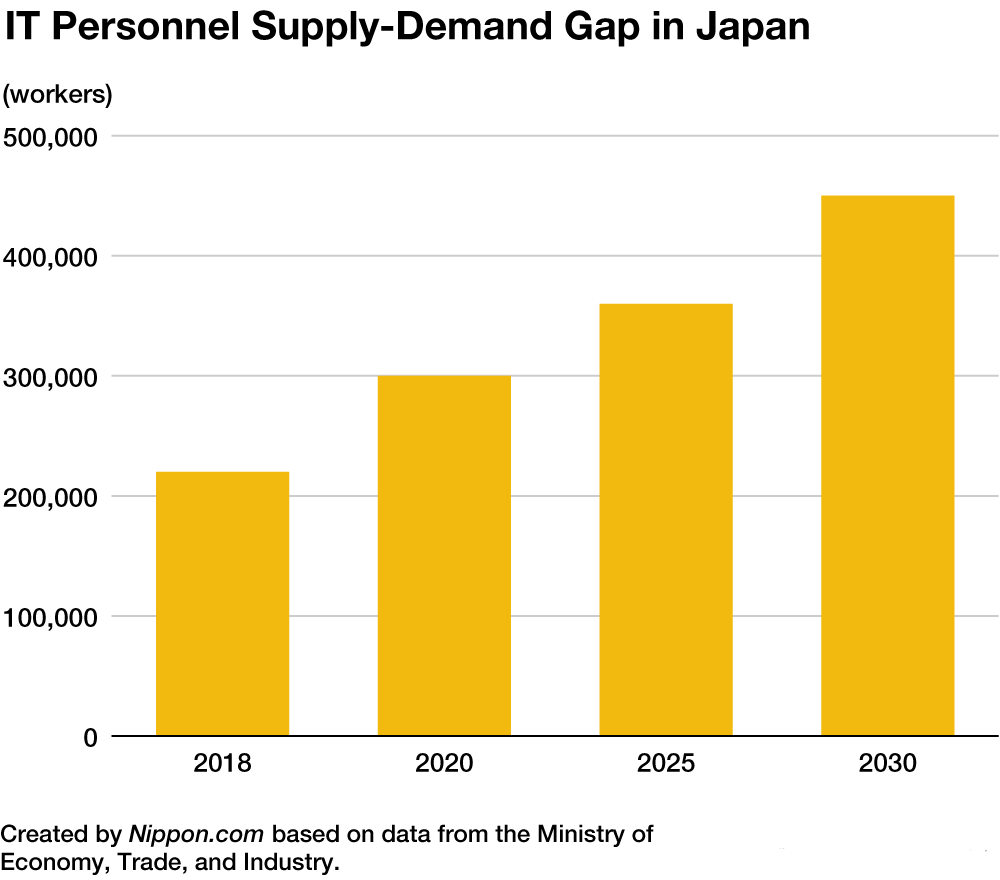 IT Personnel Supply-Demand Gap in Japan
(workers)
500,000
400,000
300,000
200,000
100,000
0
2018
2020
2025
2030
Created by Nippon.com based on data from the Ministry of
Economy, Trade, and Industry.